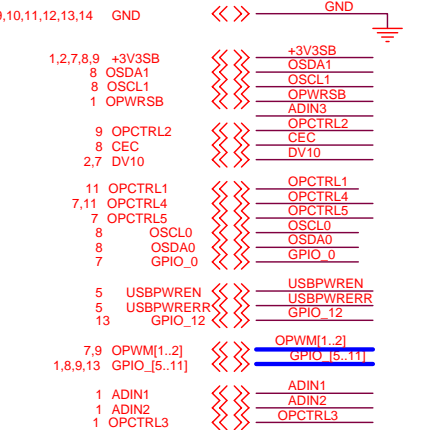 9,10,11,12,13,14 GND GND
1,2,7,8,9 +3V3SB +3V3SB
8 OSDA1 OSDA1
8 OSCL1 OSCL1
1 OPWRSB OPWRSB
ADIN3
9 OPCTRL2 OPCTRL2
8 CEC CEC
2,7 DV10 DV10
11 OPCTRL1 OPCTRL1
7,11 OPCTRL4 OPCTRL4
7 OPCTRL5 OPCTRL5
8 OSCL0 OSCL0
8 OSDA0 OSDA0
7 GPIO_0 GPIO_0
5 USBPWREN USBPWREN
5 USBPWRERR USBPWRERR
13 GPIO_12 GPIO_12
7,9 OPWM[1..2] OPWM[1..2]
1,8,9,13 GPIO_[5..11] GPIO_[5..11]
1 ADIN1 ADIN1
1 ADIN2 ADIN2
1 OPCTRL3 OPCTRL3